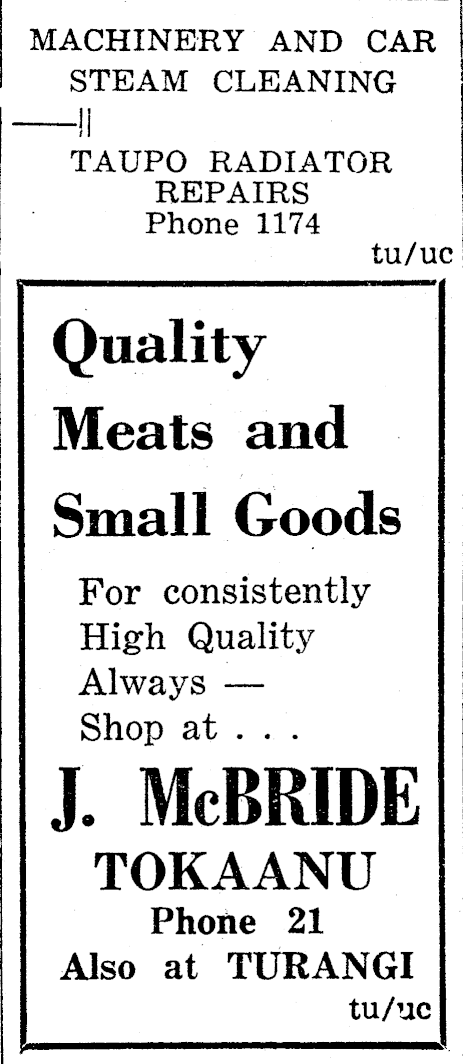 MACHINERY AND CAR
STEAM CLEANING
TAUPO RADIATOR
REPAIRS
Phone 1174
tu/uc
Quality
Meats and
Small Goods
For consistently
High Quality
Always —
Shop at . . .
J. McBRIDE
TOKAANU
Phone 21
Also at TURANGI
tu/uc